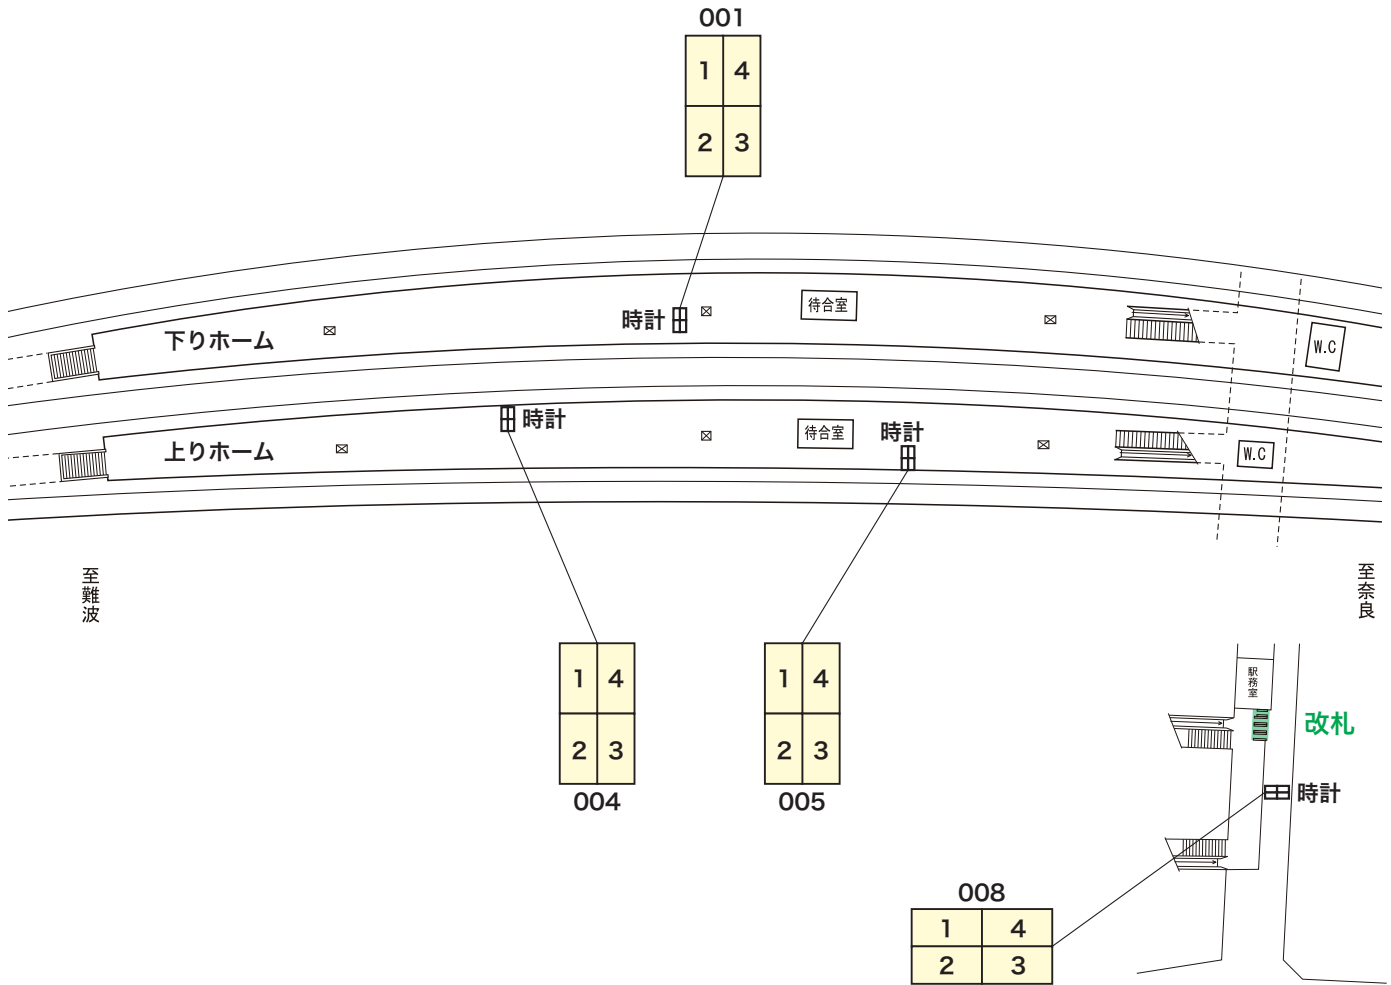 001
1 4
2 3
時計
待合室
下りホーム
W.C
時計
待合室
時計
上りホーム
W.C
至難波
至奈良
1 4
2 3
004
1 4
2 3
005
駅務室
改札
時計
008
1 4
2 3